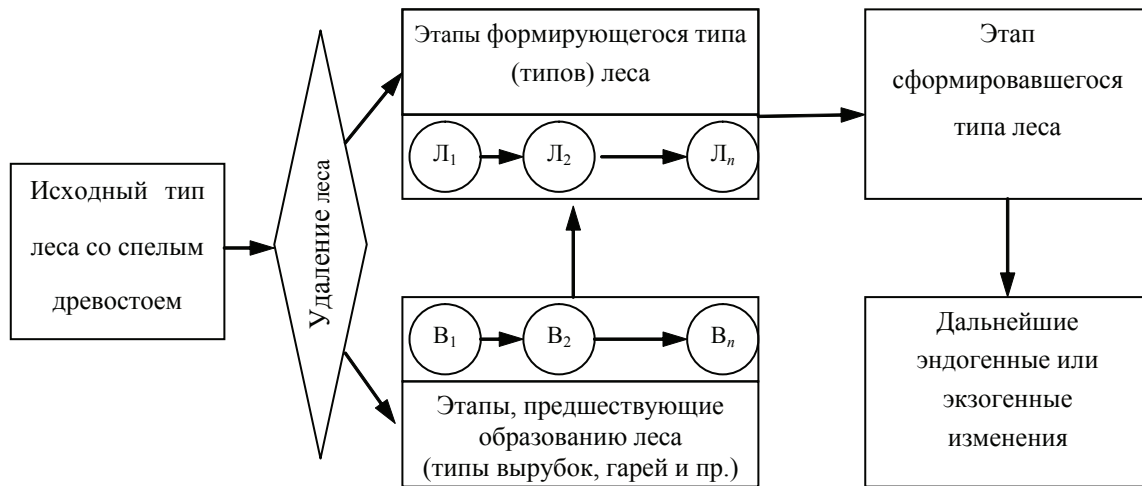 Исходный тип
леса со спелым
древостоем
Удаление леса
Этапы формирующегося типа
(типов) леса
Л1 Л2 Лn
В1 В2 Вn
Этапы, предшествующие
образованию леса
(типы вырубок, гарей и пр.)
Этап
сформировавшегося
типа леса
Дальнейшие
эндогенные или
экзогенные
изменения